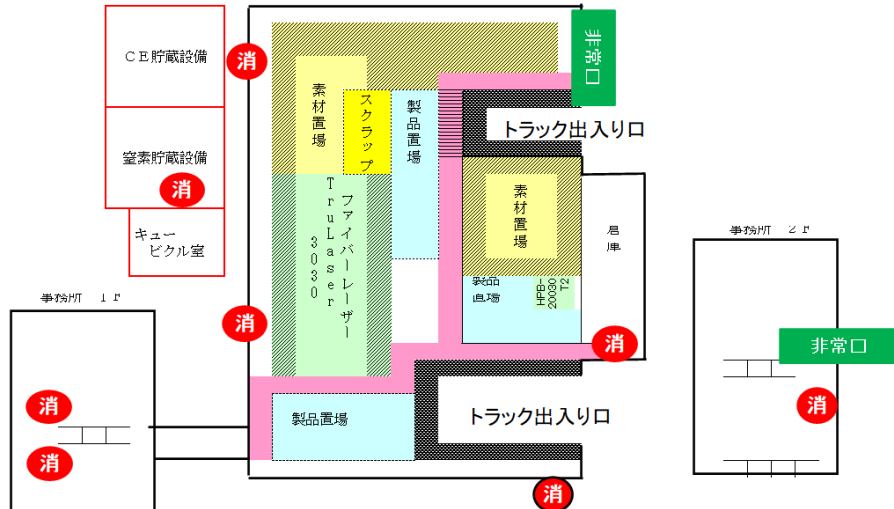 ＣＥ貯蔵設備
消
非常口
素材置場
スクラップ
製品置場
トラック出入り口
窒素貯蔵設備
消
キュー
ビクル室
ファイバーレーザー
TruLaser
3030
素材置場
倉庫
製品
置場
HPB-
20030
T2
事務所 1F
消
消
事務所 2F
非常口
消
消
消
製品置場
トラック出入り口
消
消